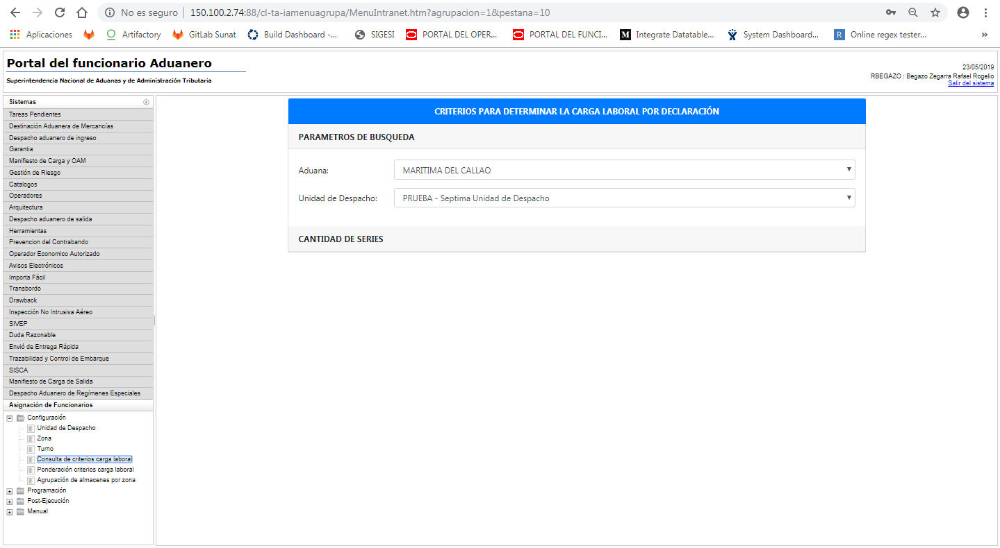 No es seguro | 150.100.2.74:88/cl-ta-iamenuagrupa/MenuIntranet.htm?agrupacion=1&pestana=10
Aplicaciones Artifactory GitLab Sunat Build Dashboard -... SIGESI PORTAL DEL OPER... PORTAL DEL FUNCI... M Integrate Datatable... System Dashboard... R Online regex tester... »
Portal del funcionario Aduanero
Superintendencia Nacional de Aduanas y de Administración Tributaria
23/05/2019
RBEGAZO : Begazo Zegarra Rafael Rogelio
Salir del sistema
Sistemas
Tareas Pendientes
Destinación Aduanera de Mercancías
Despacho aduanero de ingreso
Garantia
Manifiesto de Carga y OAM
Gestión de Riesgo
Catalogos
Operadores
Arquitectura
Despacho aduanero de salida
Herramientas
Prevencion del Contrabando
Operador Economico Autorizado
Avisos Electrónicos
Importa Fácil
Transbordo
Drawback
Inspección No Intrusiva Aéreo
SIVEP
Duda Razonable
Envió de Entrega Rápida
Trazabilidad y Control de Embarque
SISCA
Manifiesto de Carga de Salida
Despacho Aduanero de Regímenes Especiales
Asignación de Funcionarios
Configuración
Unidad de Despacho
Zona
Turno
Consulta de criterios carga laboral
Ponderación criterios carga laboral
Agrupación de almacenes por zona
Programación
Post-Ejecución
Manual
CRITERIOS PARA DETERMINAR LA CARGA LABORAL POR DECLARACIÓN
PARAMETROS DE BUSQUEDA
Aduana: MARITIMA DEL CALLAO
Unidad de Despacho: PRUEBA - Septima Unidad de Despacho
CANTIDAD DE SERIES